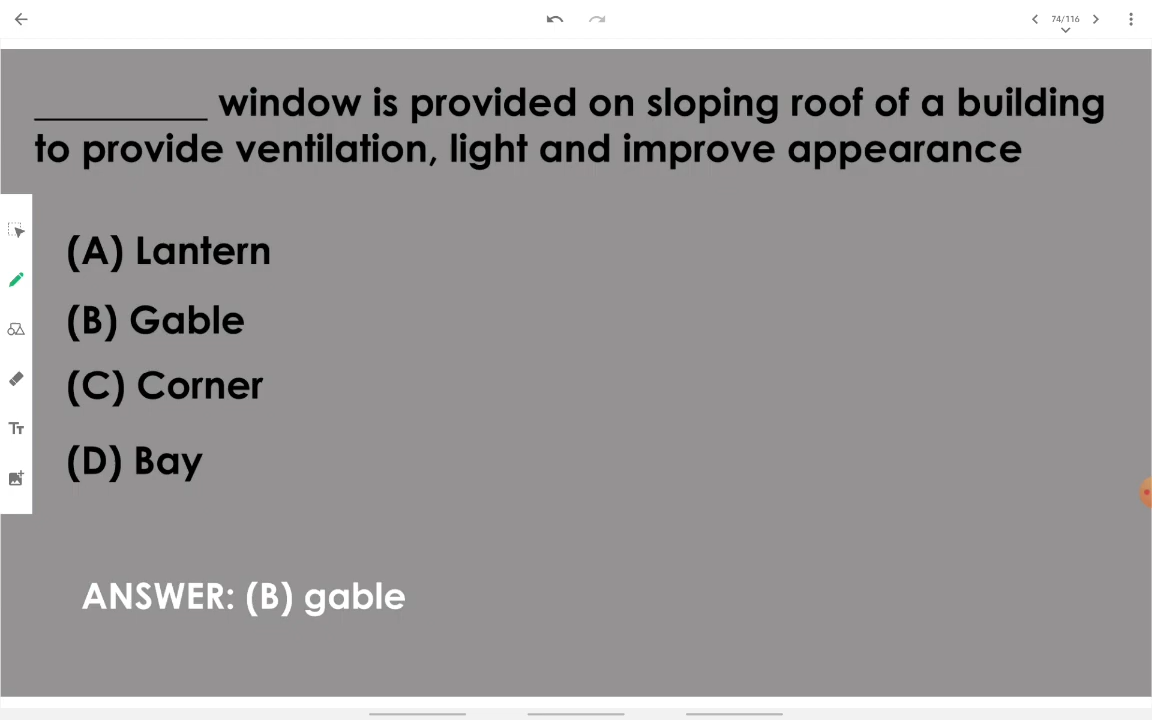 74/116
_________ window is provided on sloping roof of a building
to provide ventilation, light and improve appearance
(A) Lantern
(B) Gable
(C) Corner
(D) Bay
Tт
ANSWER: (B) gable